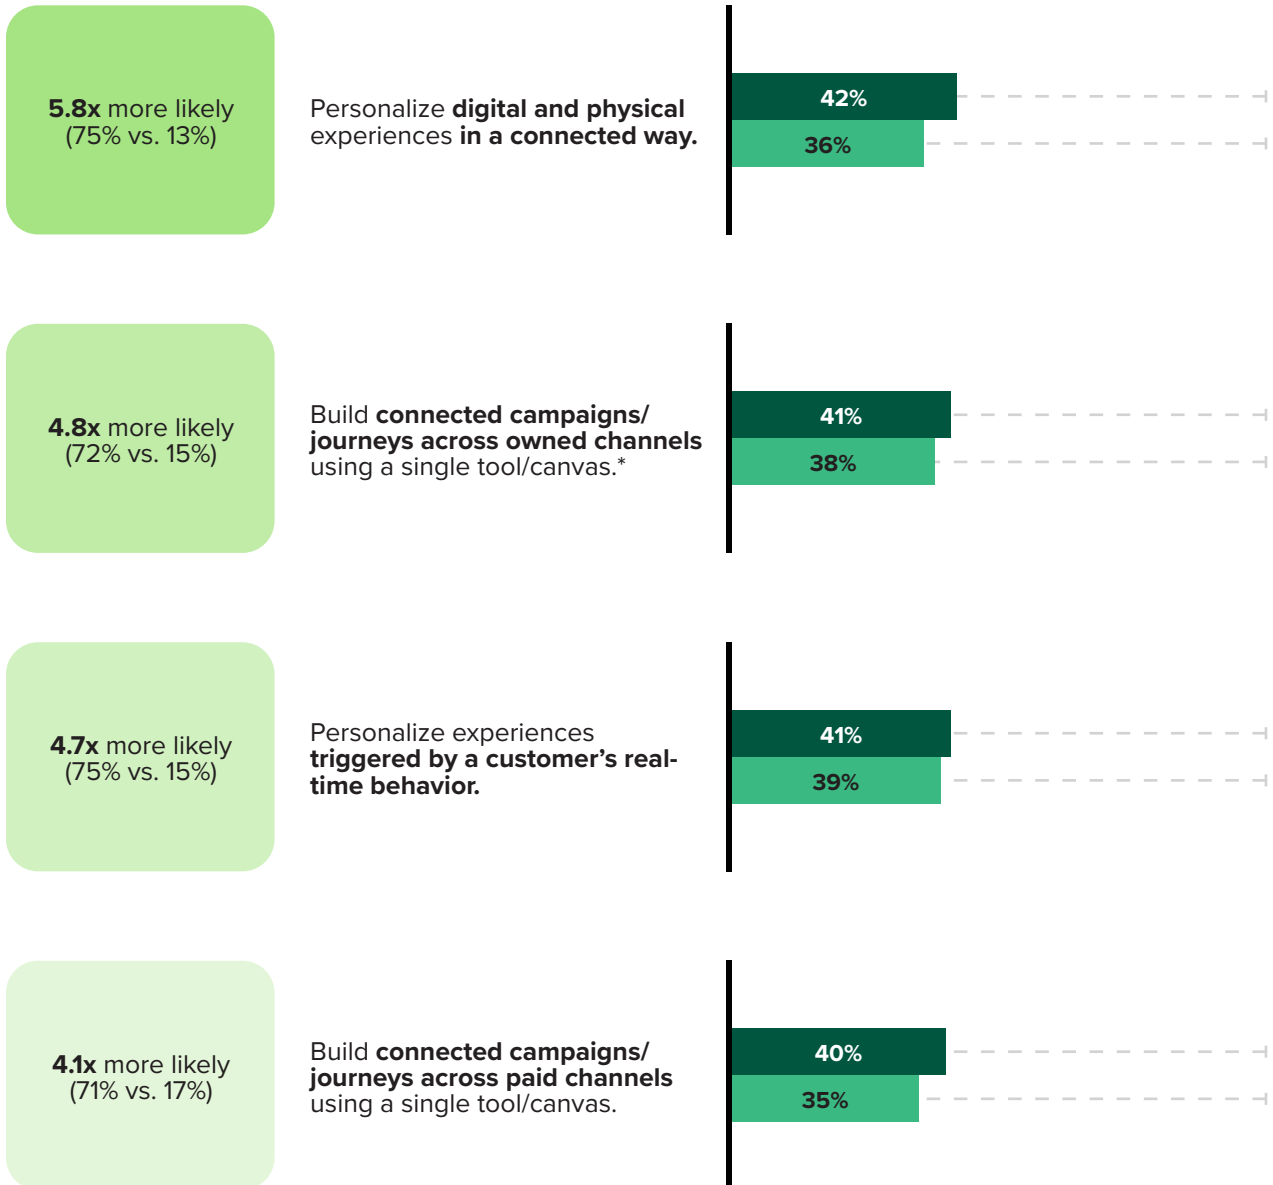 5.8x more likely
(75% vs. 13%)
Personalize digital and physical
experiences in a connected way.
42%
36%
4.8x more likely
(72% vs. 15%)
Build connected campaigns/
journeys across owned channels
using a single tool/canvas.*
41%
38%
4.7x more likely
(75% vs. 15%)
Personalize experiences
triggered by a customer’s real-
time behavior.
41%
39%
4.1x more likely
(71% vs. 17%)
Build connected campaigns/
journeys across paid channels
using a single tool/canvas.
40%
35%